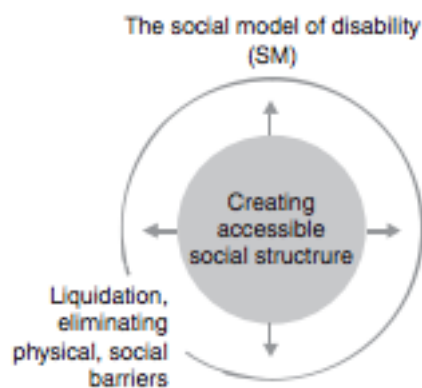 The social model of disability
(SM)
Creating
accessible
social structrure
Liquidation,
eliminating
physical, social
barriers